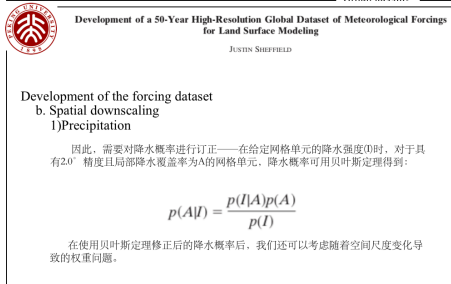 Development of a 50-Year High-Resolution Global Dataset of Meteorological Forcings
for Land Surface Modeling
JUSTIN SHEFFIELD
PEKING UNIVERSITY
1898
Development of the forcing dataset
b. Spatial downscaling
1)Precipitation
因此，需要对降水概率进行订正——在给定网格单元的降水强度(I)时，对于具
有2.0°精度且局部降水覆盖率为A的网格单元，降水概率可用贝叶斯定理得到：
p(A|I) = p(I|A)p(A) / p(I)
在使用贝叶斯定理修正后的降水概率后，我们还可以考虑随着空间尺度变化导
致的权重问题。